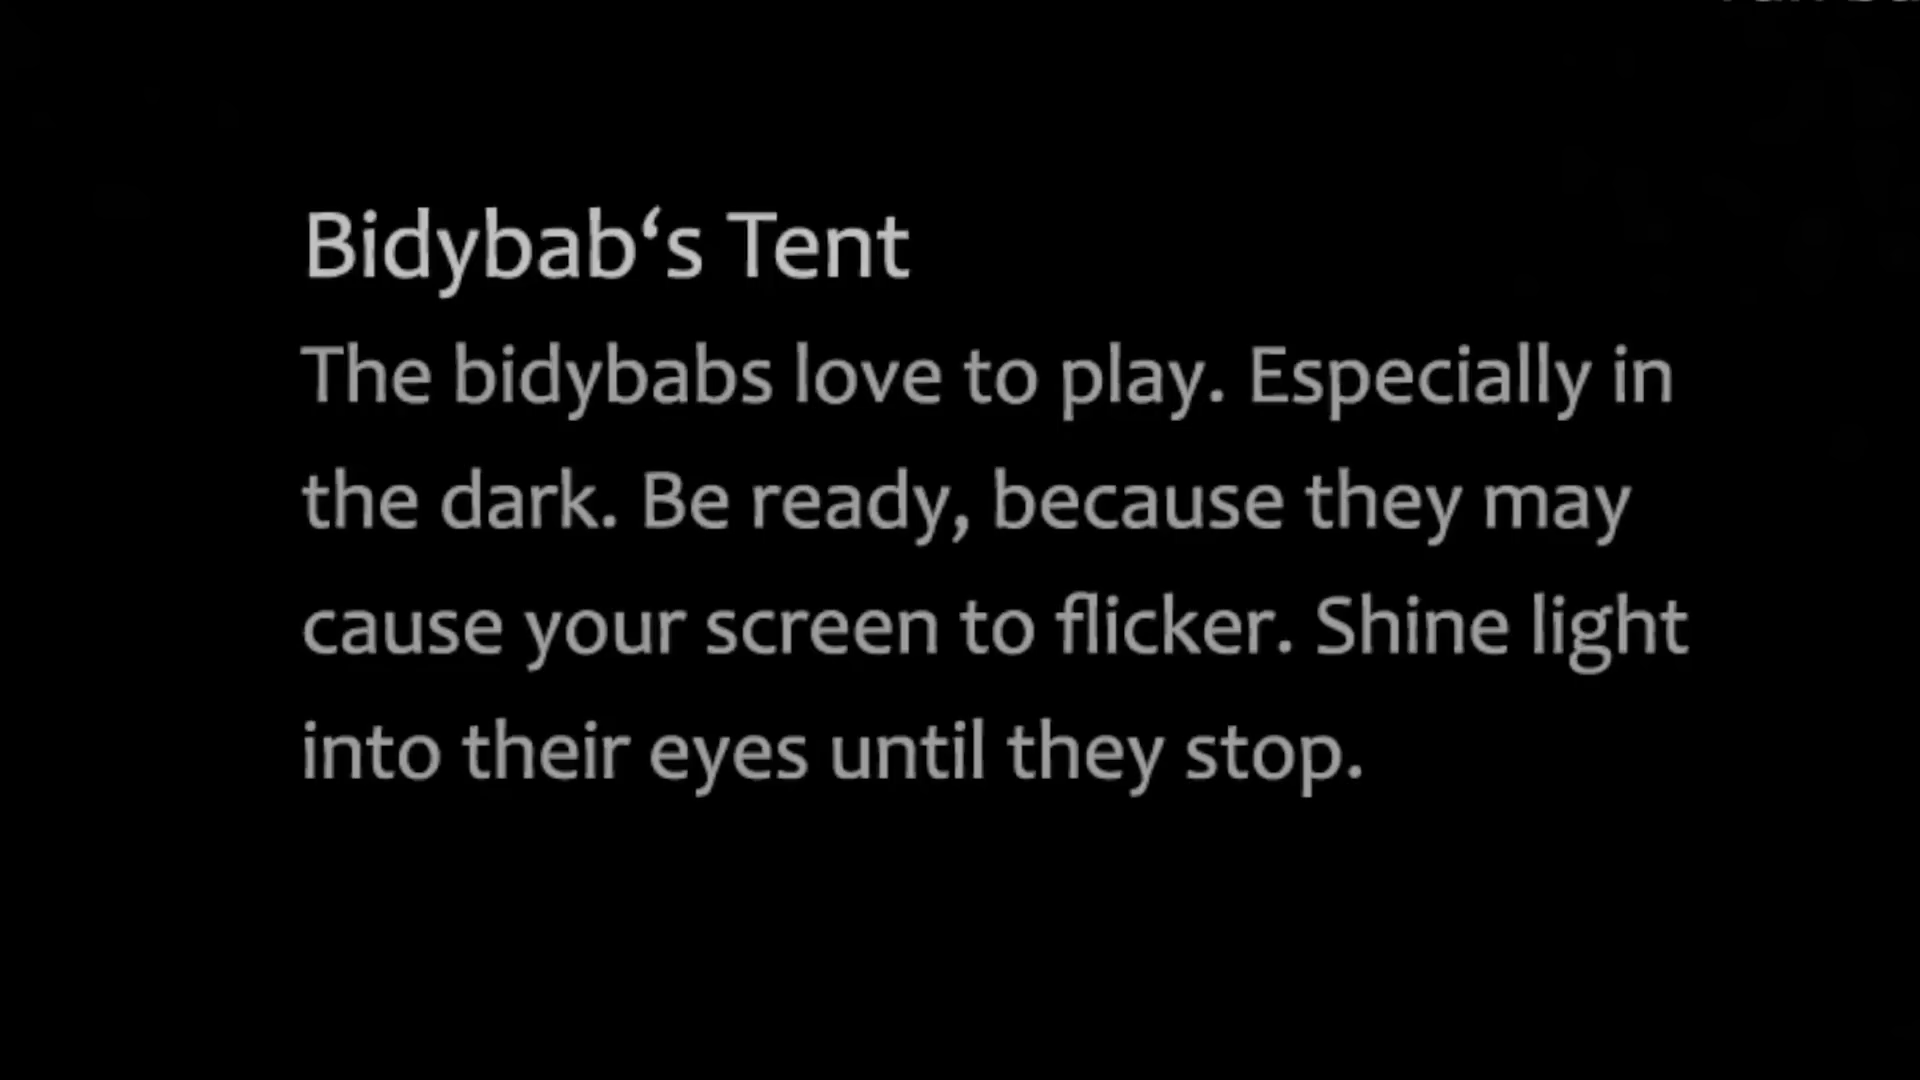 Bidybab‘s Tent
The bidybabs love to play. Especially in
the dark. Be ready, because they may
cause your screen to flicker. Shine light
into their eyes until they stop.